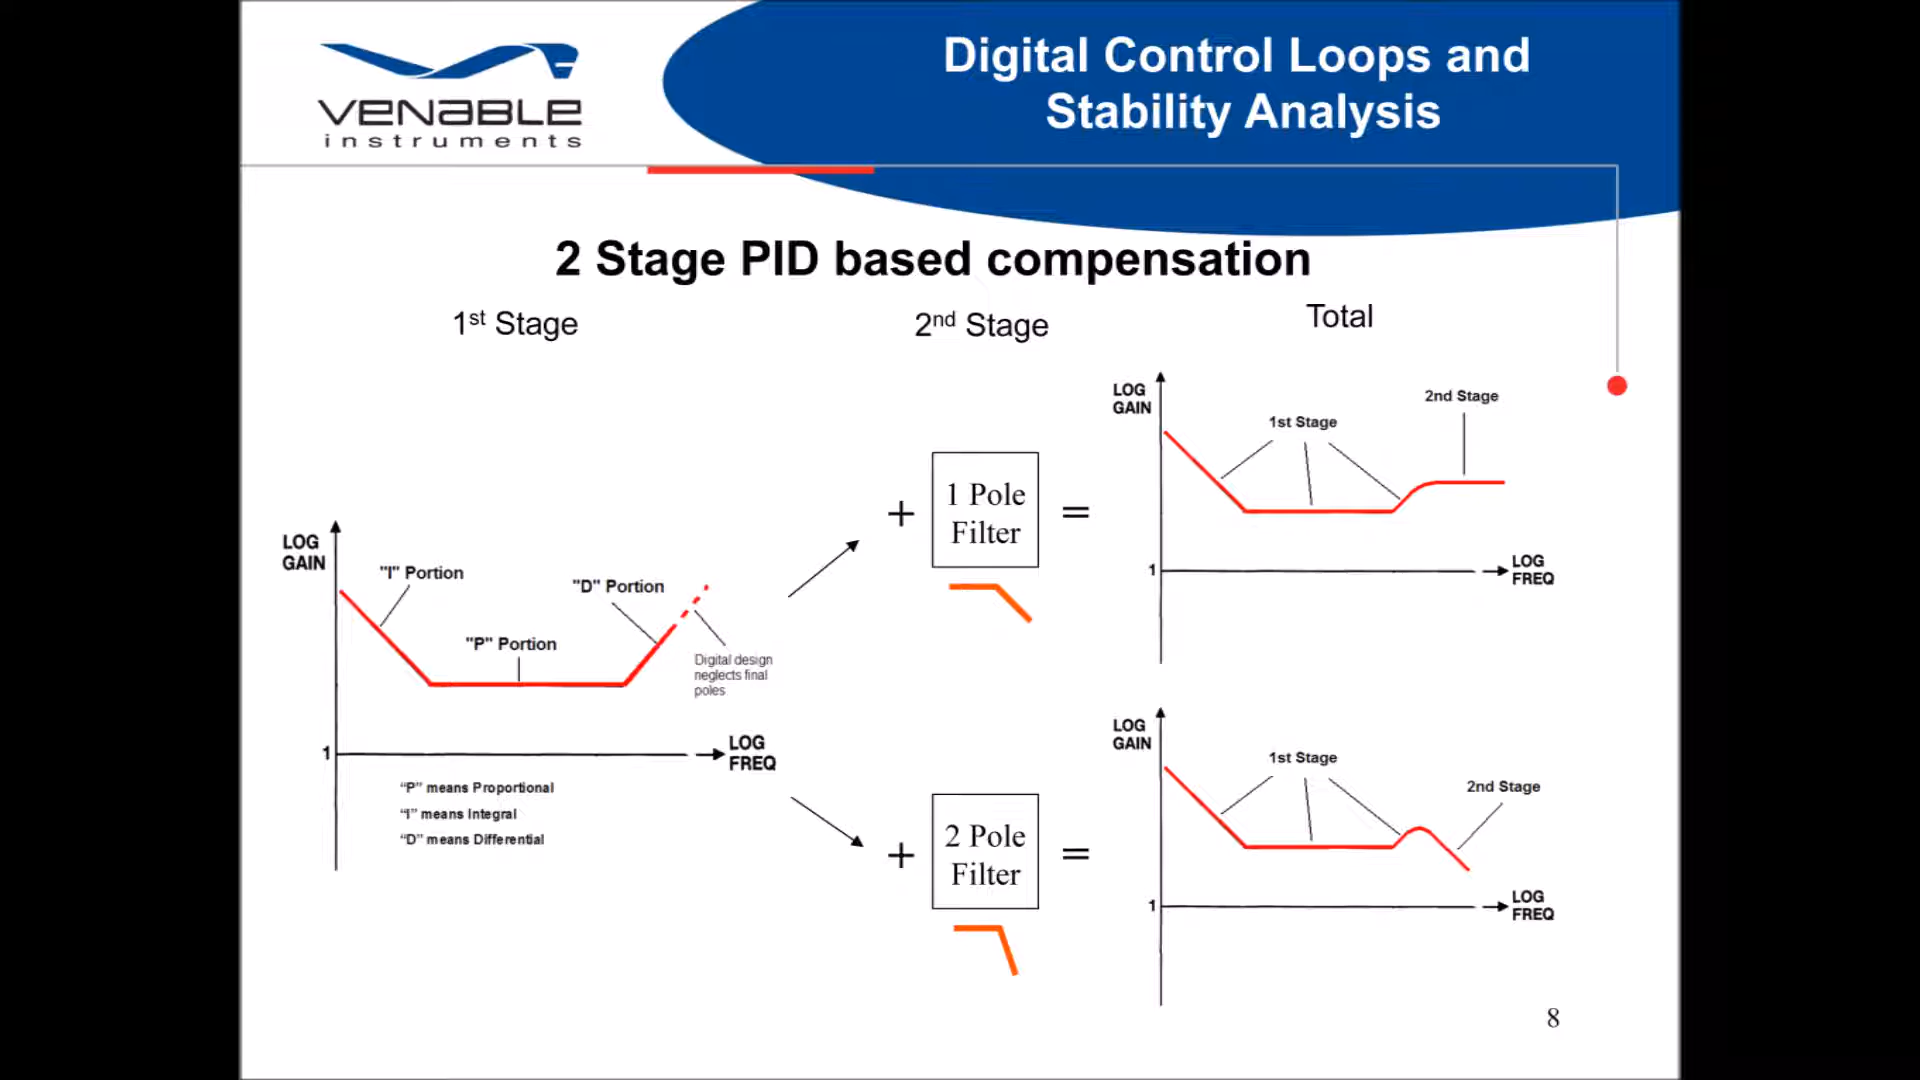 VENABLE
instruments
Digital Control Loops and
Stability Analysis
2 Stage PID based compensation
1st Stage
2nd Stage
Total
LOG
GAIN
"I" Portion
"P" Portion
"D" Portion
Digital design
neglects final
poles
1
LOG
FREQ
“P” means Proportional
“I” means Integral
“D” means Differential
+
1 Pole
Filter
=
LOG
GAIN
1st Stage
2nd Stage
1
LOG
FREQ
+
2 Pole
Filter
=
LOG
GAIN
1st Stage
2nd Stage
1
LOG
FREQ
8